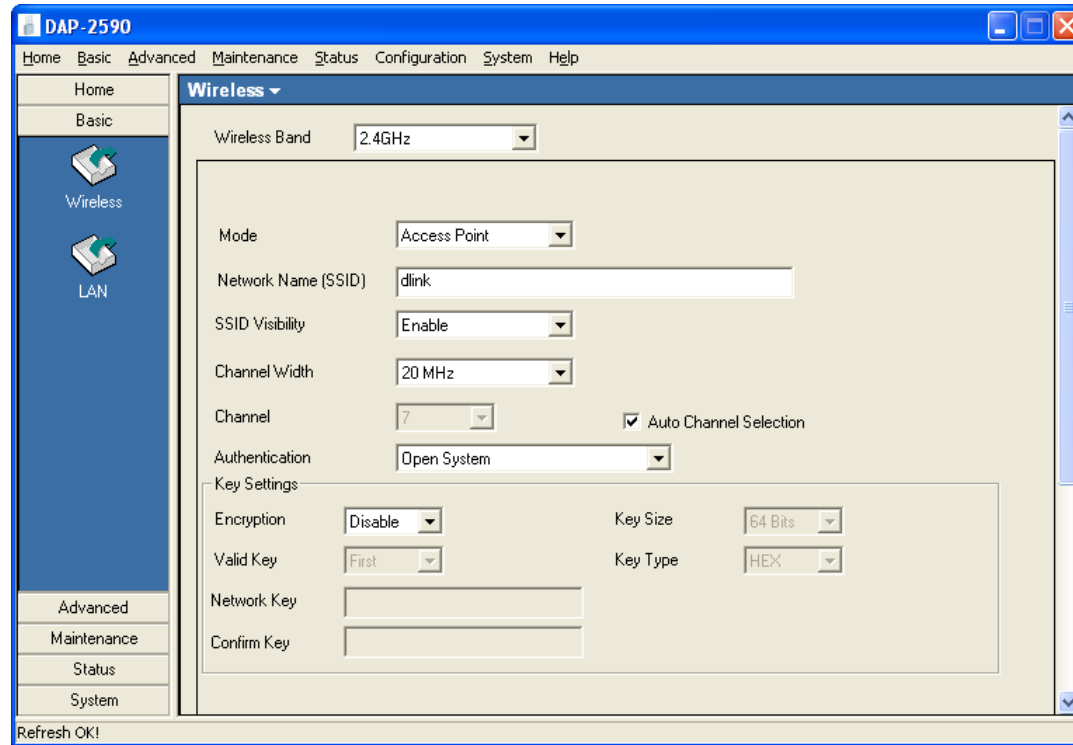 DAP-2590
Home Basic Advanced Maintenance Status Configuration System Help
Home
Basic
Wireless
LAN
Advanced
Maintenance
Status
System
Wireless
Wireless Band 2.4GHz
Mode Access Point
Network Name (SSID) dlink
SSID Visibility Enable
Channel Width 20 MHz
Channel 7 Auto Channel Selection
Authentication Open System
Key Settings
Encryption Disable Key Size 64 Bits
Valid Key First Key Type HEX
Network Key
Confirm Key
Refresh OK!